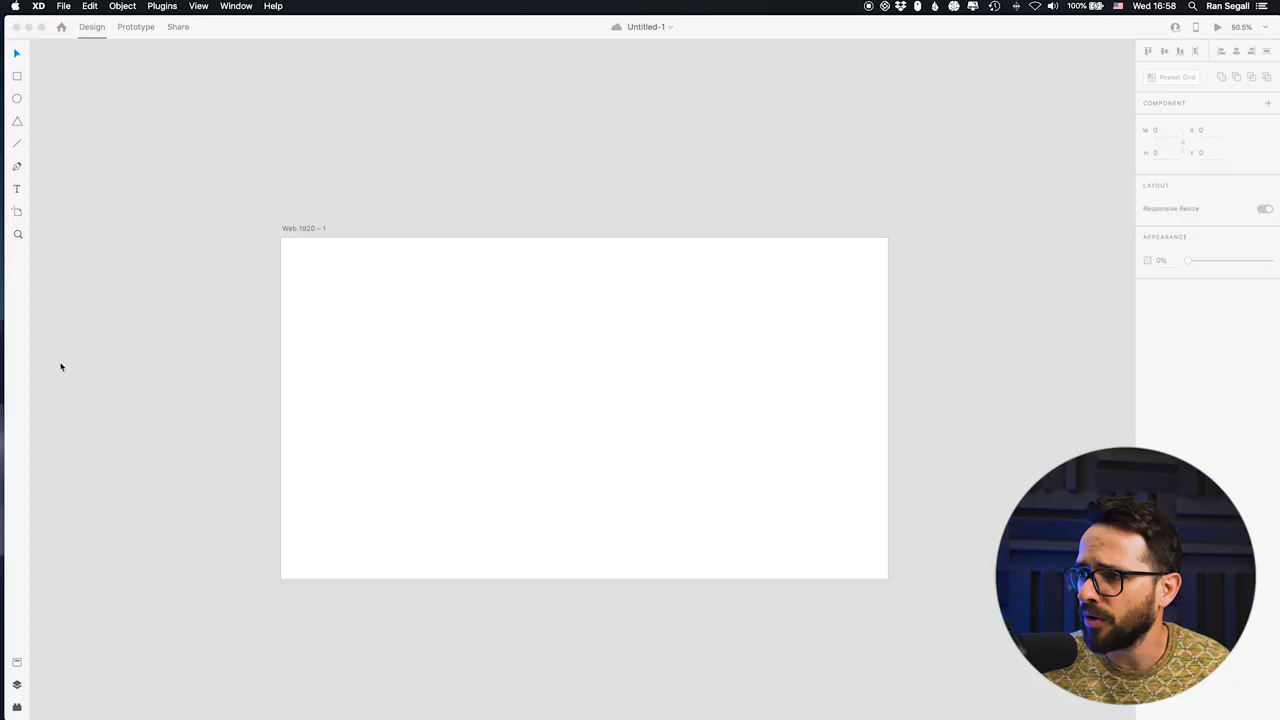 XD File Edit Object Plugins View Window Help 100% Wed 16:58 Ran Segall
Design Prototype Share Untitled-1 50.5%
Repeat Grid
COMPONENT
W 0 X 0
H 0 Y 0
LAYOUT
Responsive Resize
APPEARANCE
Web 1920 – 1
0%
T